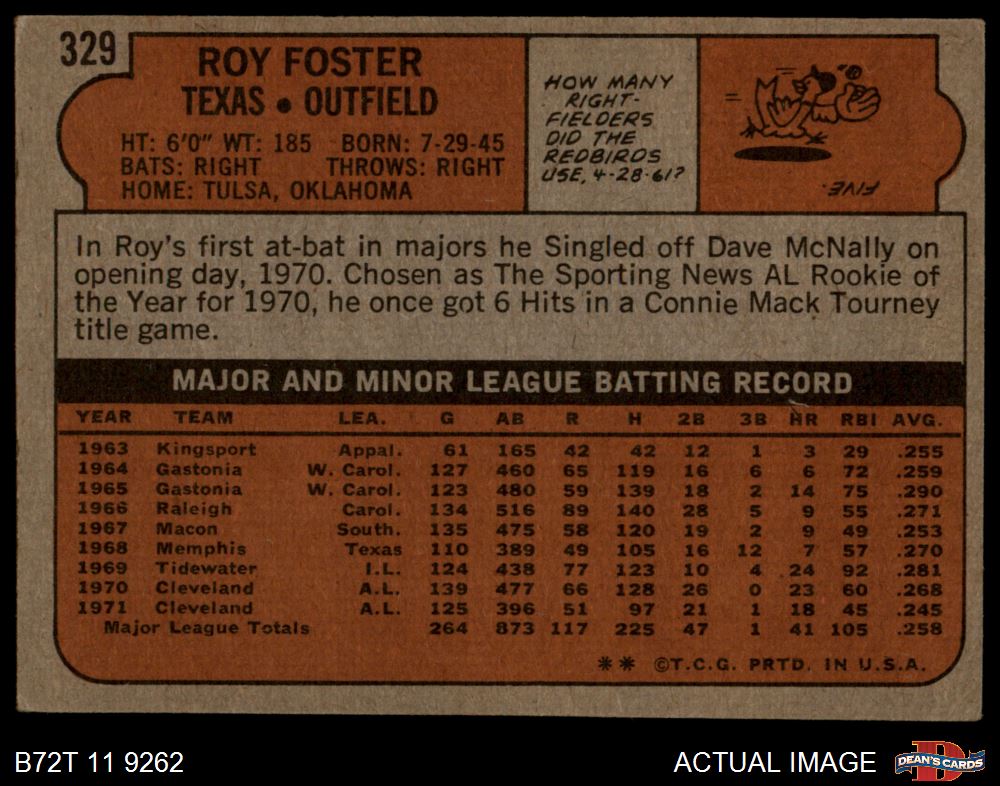 329
ROY FOSTER
TEXAS • OUTFIELD
HT: 6'0" WT: 185 BORN: 7-29-45
BATS: RIGHT THROWS: RIGHT
HOME: TULSA, OKLAHOMA
HOW MANY
RIGHT-
FIELDERS
DID THE
REDBIRDS
USE, 4-28-61?
FIVE.
In Roy's first at-bat in majors he Singled off Dave McNally on
opening day, 1970. Chosen as The Sporting News AL Rookie of
the Year for 1970, he once got 6 Hits in a Connie Mack Tourney
title game.
MAJOR AND MINOR LEAGUE BATTING RECORD
YEAR TEAM LEA. G AB R H 2B 3B HR RBI AVG.
1963 Kingsport Appal. 61 165 42 42 12 1 3 29 .255
1964 Gastonia W. Carol. 127 460 65 119 16 6 6 72 .259
1965 Gastonia W. Carol. 123 480 59 139 18 2 14 75 .290
1966 Raleigh Carol. 134 516 89 140 28 5 9 55 .271
1967 Macon South. 135 475 58 120 19 2 9 49 .253
1968 Memphis Texas 110 389 49 105 16 12 7 57 .270
1969 Tidewater I.L. 124 438 77 123 10 4 24 92 .281
1970 Cleveland A.L. 139 477 66 128 26 0 23 60 .268
1971 Cleveland A.L. 125 396 51 97 21 1 18 45 .245
Major League Totals 264 873 117 225 47 1 41 105 .258
** ©T.C.G. PRTD. IN U.S.A.
B72T 11 9262
ACTUAL IMAGE
D
DEAN'S CARDS